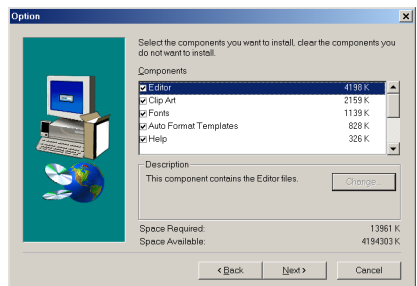 Option
Select the components you want to install, clear the components you
do not want to install.
Components
Editor 4198 K
Clip Art 2159 K
Fonts 1139 K
Auto Format Templates 828 K
Help 326 K
Description
This component contains the Editor files.
Change...
Space Required: 13961 K
Space Available: 4194303 K
< Back Next > Cancel